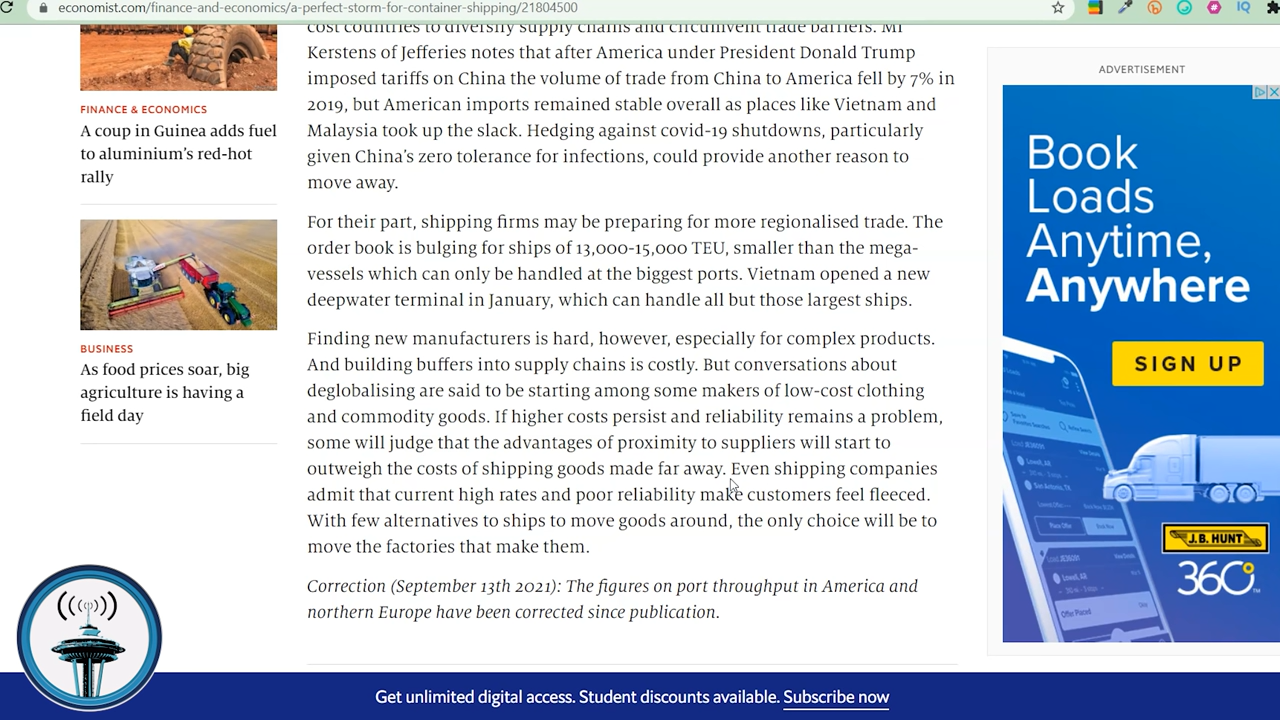 economist.com/finance-and-economics/a-perfect-storm-for-container-shipping/21804500
IQ
cost countries to diversify supply chains and circumvent trade barriers. Mr
Kerstens of Jefferies notes that after America under President Donald Trump
imposed tariffs on China the volume of trade from China to America fell by 7% in
2019, but American imports remained stable overall as places like Vietnam and
Malaysia took up the slack. Hedging against covid-19 shutdowns, particularly
given China's zero tolerance for infections, could provide another reason to
move away.
For their part, shipping firms may be preparing for more regionalised trade. The
order book is bulging for ships of 13,000-15,000 TEU, smaller than the mega-
vessels which can only be handled at the biggest ports. Vietnam opened a new
deepwater terminal in January, which can handle all but those largest ships.
Finding new manufacturers is hard, however, especially for complex products.
And building buffers into supply chains is costly. But conversations about
deglobalising are said to be starting among some makers of low-cost clothing
and commodity goods. If higher costs persist and reliability remains a problem,
some will judge that the advantages of proximity to suppliers will start to
outweigh the costs of shipping goods made far away. Even shipping companies
admit that current high rates and poor reliability make customers feel fleeced.
With few alternatives to ships to move goods around, the only choice will be to
move the factories that make them.
Correction (September 13th 2021): The figures on port throughput in America and
northern Europe have been corrected since publication.
FINANCE & ECONOMICS
A coup in Guinea adds fuel
to aluminium's red-hot
rally
BUSINESS
As food prices soar, big
agriculture is having a
field day
ADVERTISEMENT
Book
Loads
Anytime,
Anywhere
SIGN UP
J.B. HUNT
360
Get unlimited digital access. Student discounts available. Subscribe now